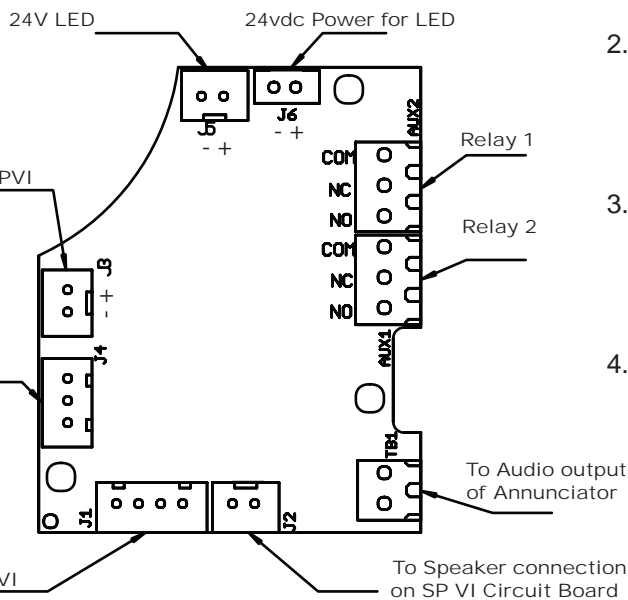 24V LED
24vdc Power for LED
2.
J5
- +
J6
- +
AUX2
COM
NC
NO
Relay 1
PVI
3.
COM
NC
NO
Relay 2
J3
- +
J4
AUX1
4.
TB1
To Audio output
of Annunciator
J1
J2
VI
To Speaker connection
on SP VI Circuit Board